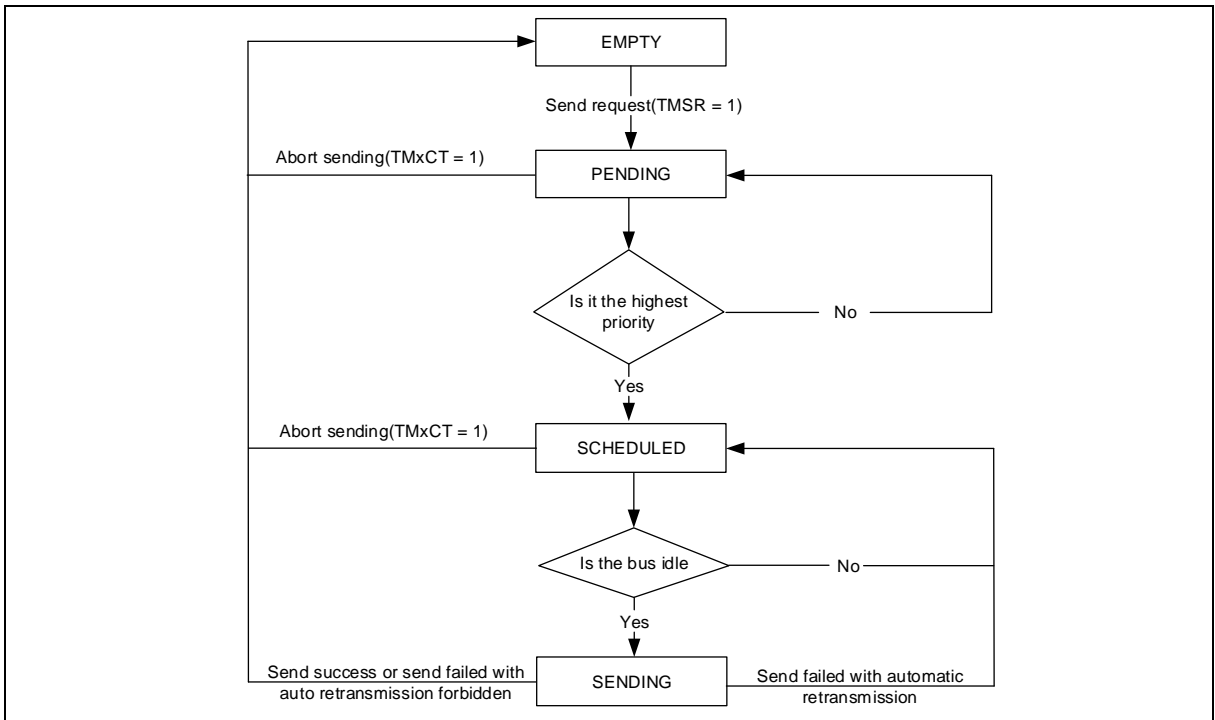 EMPTY
Send request(TMSR = 1)
Abort sending(TMxCT = 1)
PENDING
Is it the highest
priority
No
Yes
Abort sending(TMxCT = 1)
SCHEDULED
Is the bus idle
No
Yes
Send success or send failed with
auto retransmission forbidden
SENDING
Send failed with automatic
retransmission